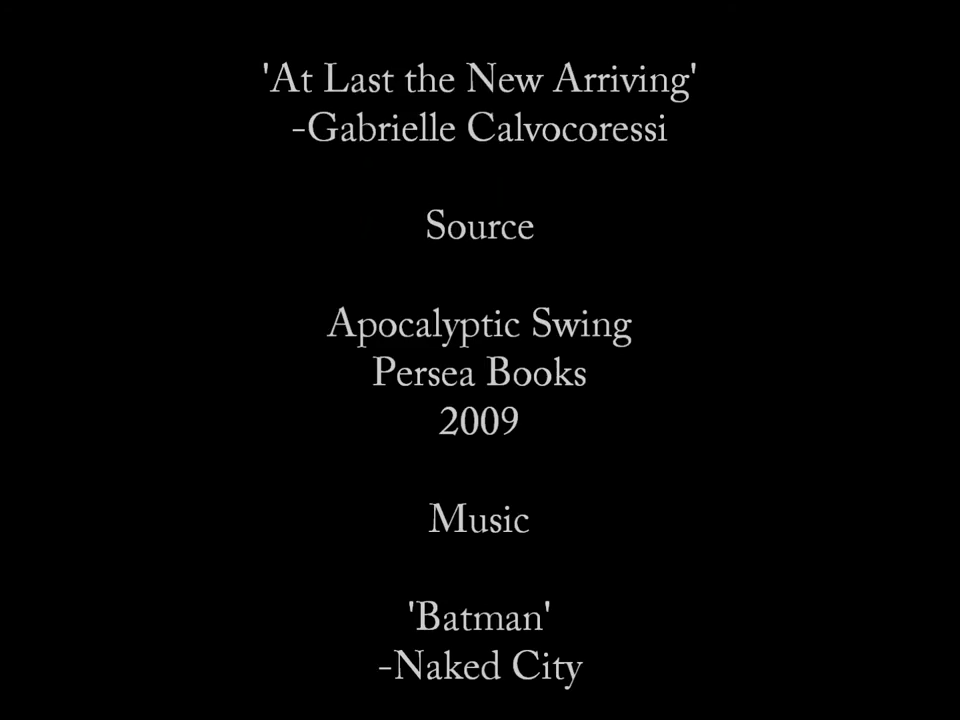 'At Last the New Arriving'
-Gabrielle Calvocoressi
Source
Apocalyptic Swing
Persea Books
2009
Music
'Batman'
-Naked City